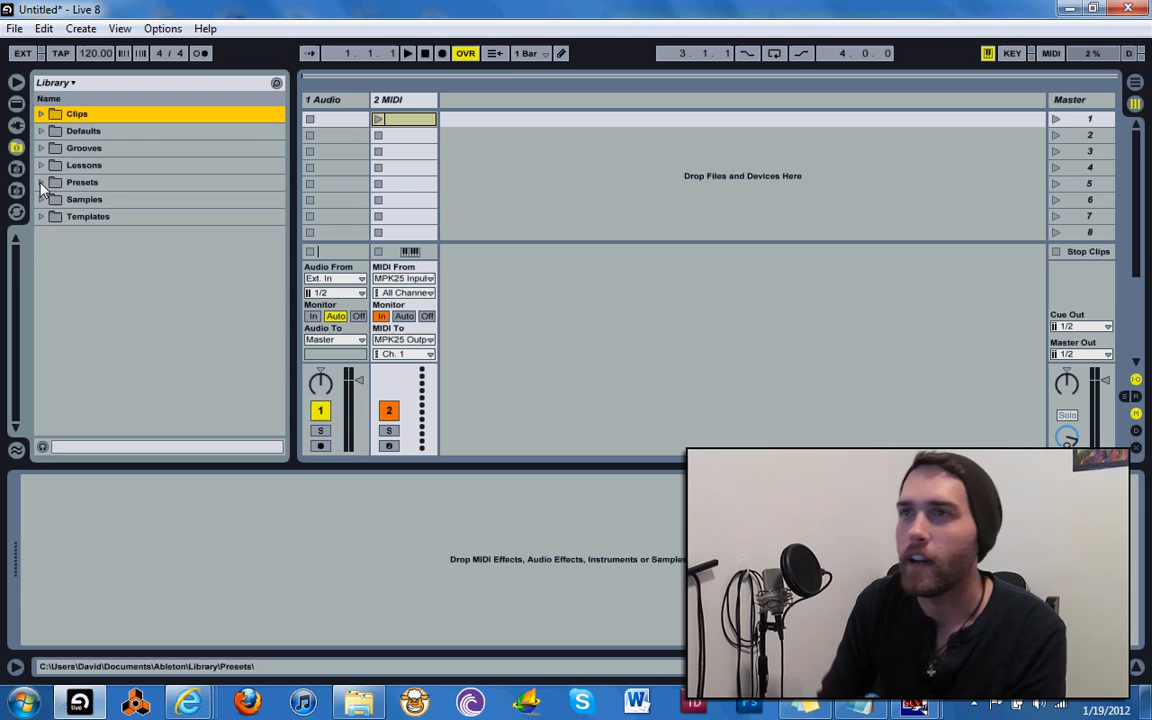 Untitled* - Live 8
File Edit Create View Options Help
EXT TAP 120.00 4 / 4 1. 1. 1 OVR 1 Bar 3. 1. 1 4. 0. 0 KEY MIDI 2 % D
Library
Name
Clips
Defaults
Grooves
Lessons
Presets
Samples
Templates
1 Audio 2 MIDI Master
1
2
3
4
5
6
7
8
Drop Files and Devices Here
Stop Clips
Audio From MIDI From
Ext. In MPK25 Input
1/2 All Channe
Monitor Monitor
In Auto Off In Auto Off
Audio To MIDI To
Master MPK25 Outp
Ch. 1
Cue Out
1/2
Master Out
1/2
1 2
S S
Solo
S R
M
D
Drop MIDI Effects, Audio Effects, Instruments or Samples
C:\Users\David\Documents\Ableton\Library\Presets\
live
W
1/19/2012